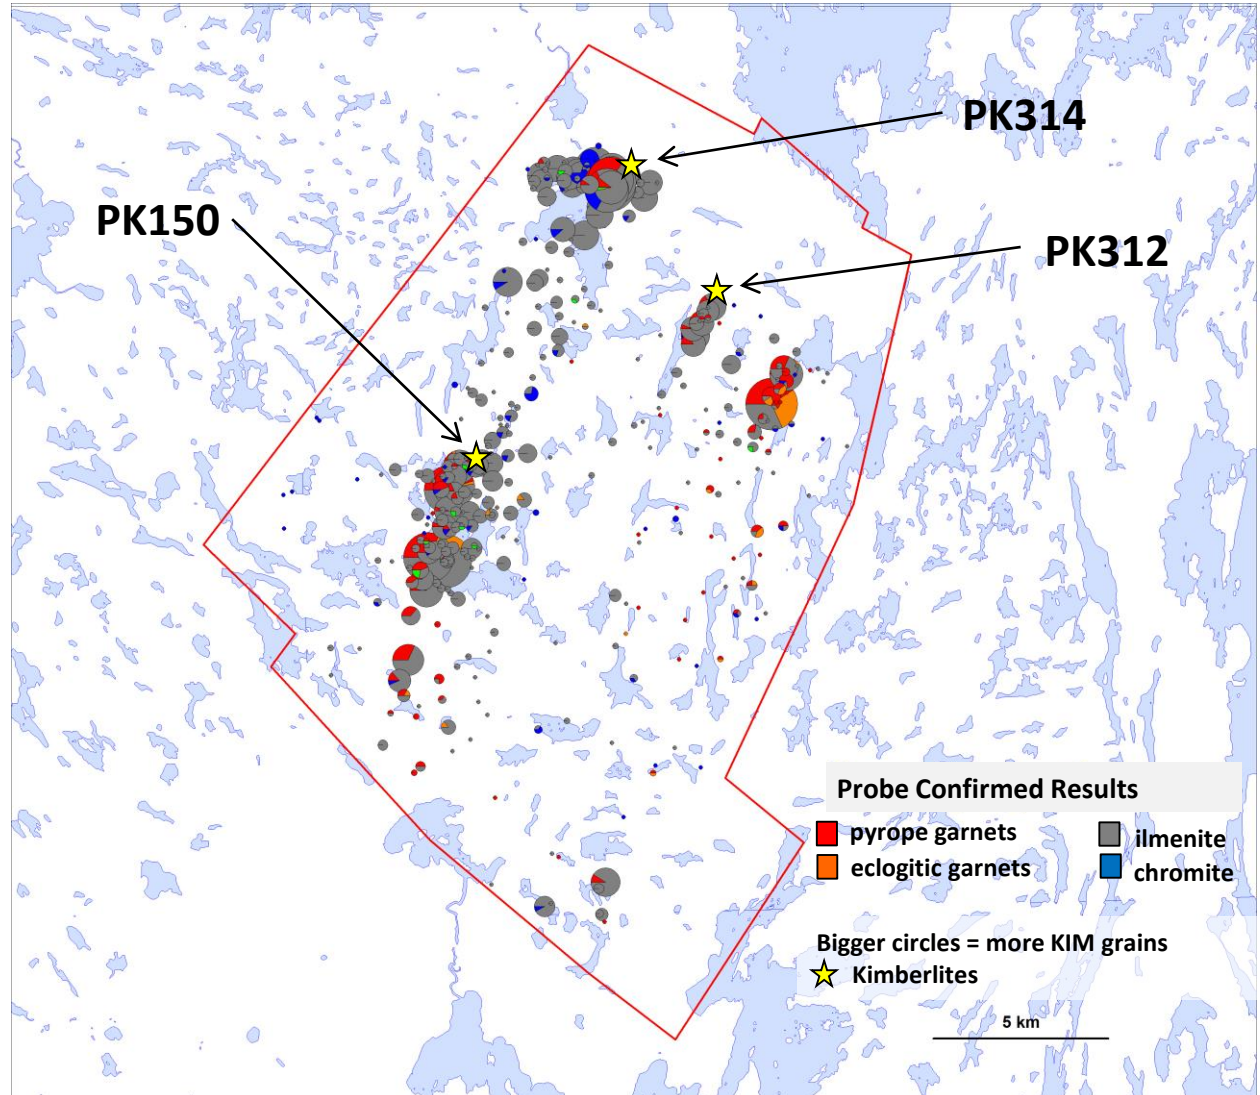 PK314
PK150
PK312
Probe Confirmed Results
pyrope garnets
ilmenite
eclogitic garnets
chromite
Bigger circles = more KIM grains
Kimberlites
5 km